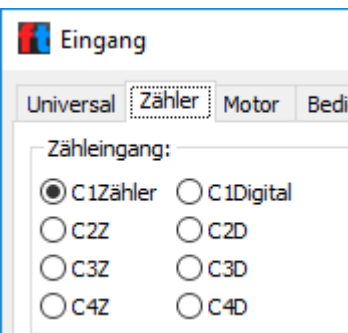 ft Eingang
Universal Zähler Motor Bedi
Zähleingang:
C1Zähler C1Digital
C2Z C2D
C3Z C3D
C4Z C4D